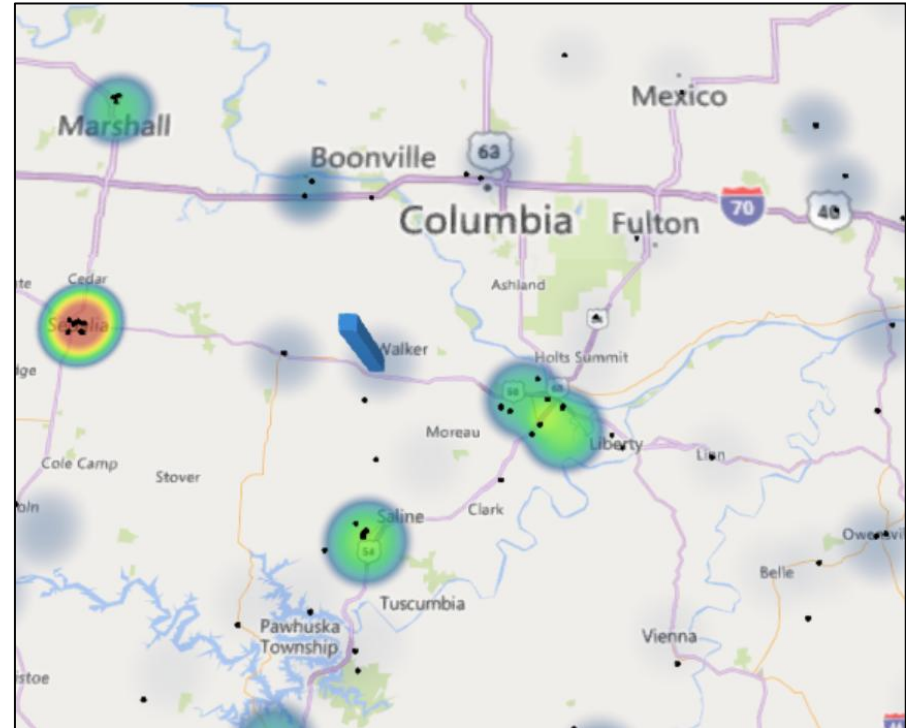 Mexico
Marshall
Boonville
63
Columbia
Fulton
70
40
Cedar
Ashland
Sedalia
Walker
Holts Summit
Moreau
Liberty
Linn
Cole Camp
Stover
Saline
Clark
54
Belle
Tuscumbia
Pawhuska
Township
Vienna